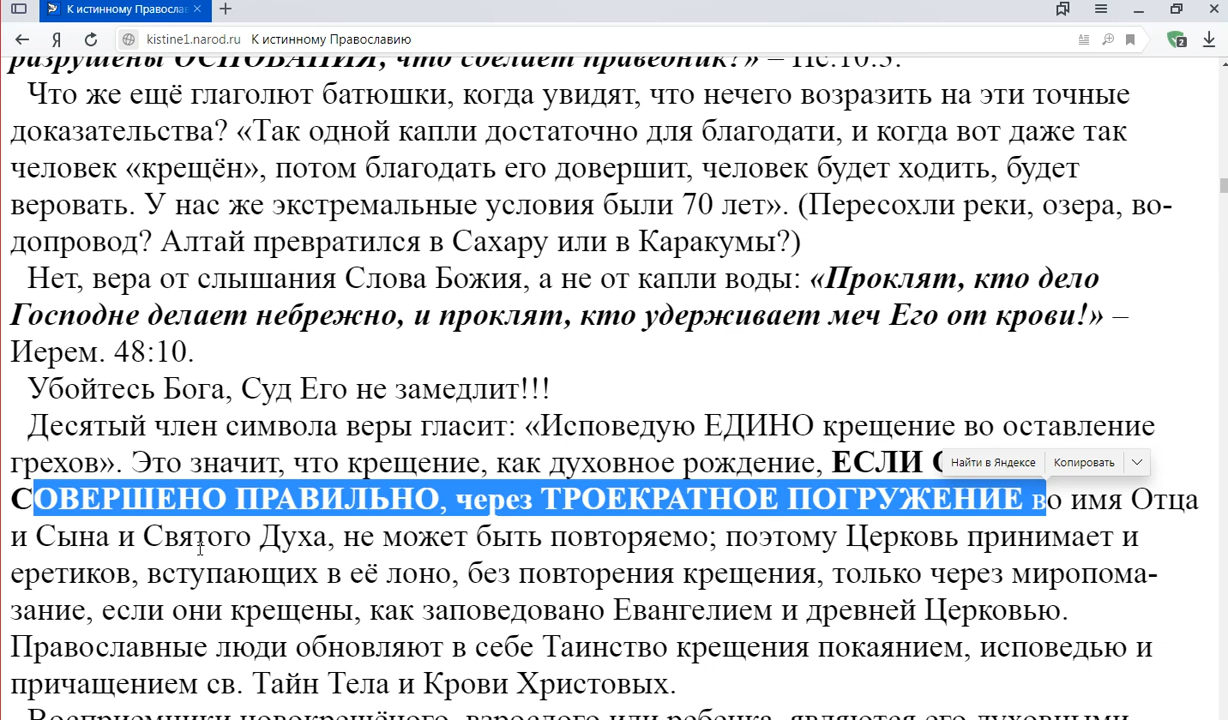 К истинному Правосла
kistine1.narod.ru К истинному Православию
2
разрушены ОСНОВАНИЯ, что сделает праведник?» – Пс.10:3.
Что же ещё глаголют батюшки, когда увидят, что нечего возразить на эти точные
доказательства? «Так одной капли достаточно для благодати, и когда вот даже так
человек «крещён», потом благодать его довершит, человек будет ходить, будет
веровать. У нас же экстремальные условия были 70 лет». (Пересохли реки, озера, во-
допровод? Алтай превратился в Сахару или в Каракумы?)
Нет, вера от слышания Слова Божия, а не от капли воды: «Проклят, кто дело
Господне делает небрежно, и проклят, кто удерживает меч Его от крови!» –
Иерем. 48:10.
Убойтесь Бога, Суд Его не замедлит!!!
Десятый член символа веры гласит: «Исповедую ЕДИНО крещение во оставление
грехов». Это значит, что крещение, как духовное рождение, ЕСЛИ
Найти в Яндексе Копировать
СОВЕРШЕНО ПРАВИЛЬНО, через ТРОЕКРАТНОЕ ПОГРУЖЕНИЕ во имя Отца
и Сына и Святого Духа, не может быть повторяемо; поэтому Церковь принимает и
еретиков, вступающих в её лоно, без повторения крещения, только через миропома-
зание, если они крещены, как заповедовано Евангелием и древней Церковью.
Православные люди обновляют в себе Таинство крещения покаянием, исповедью и
причащением св. Тайн Тела и Крови Христовых.
Восприемники новокрещёного, взрослого или ребенка, являются его духовными